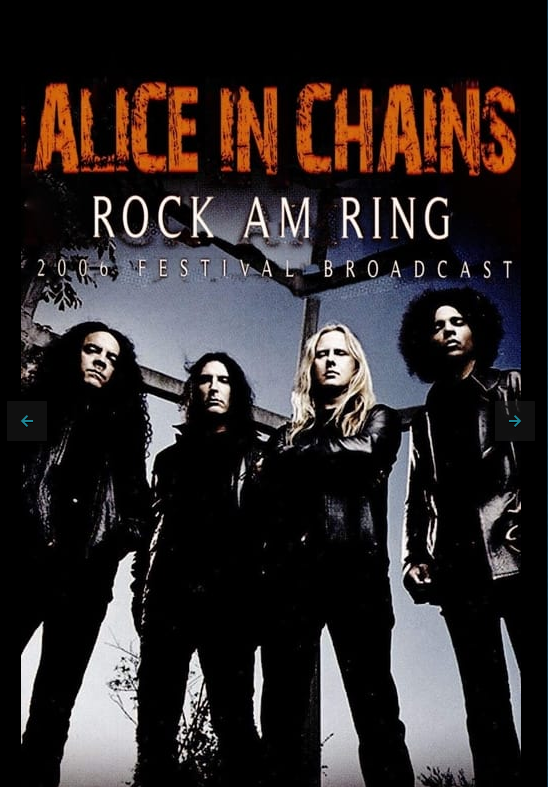 ALICE IN CHAINS
ROCK AM RING
2006 FESTIVAL BROADCAST